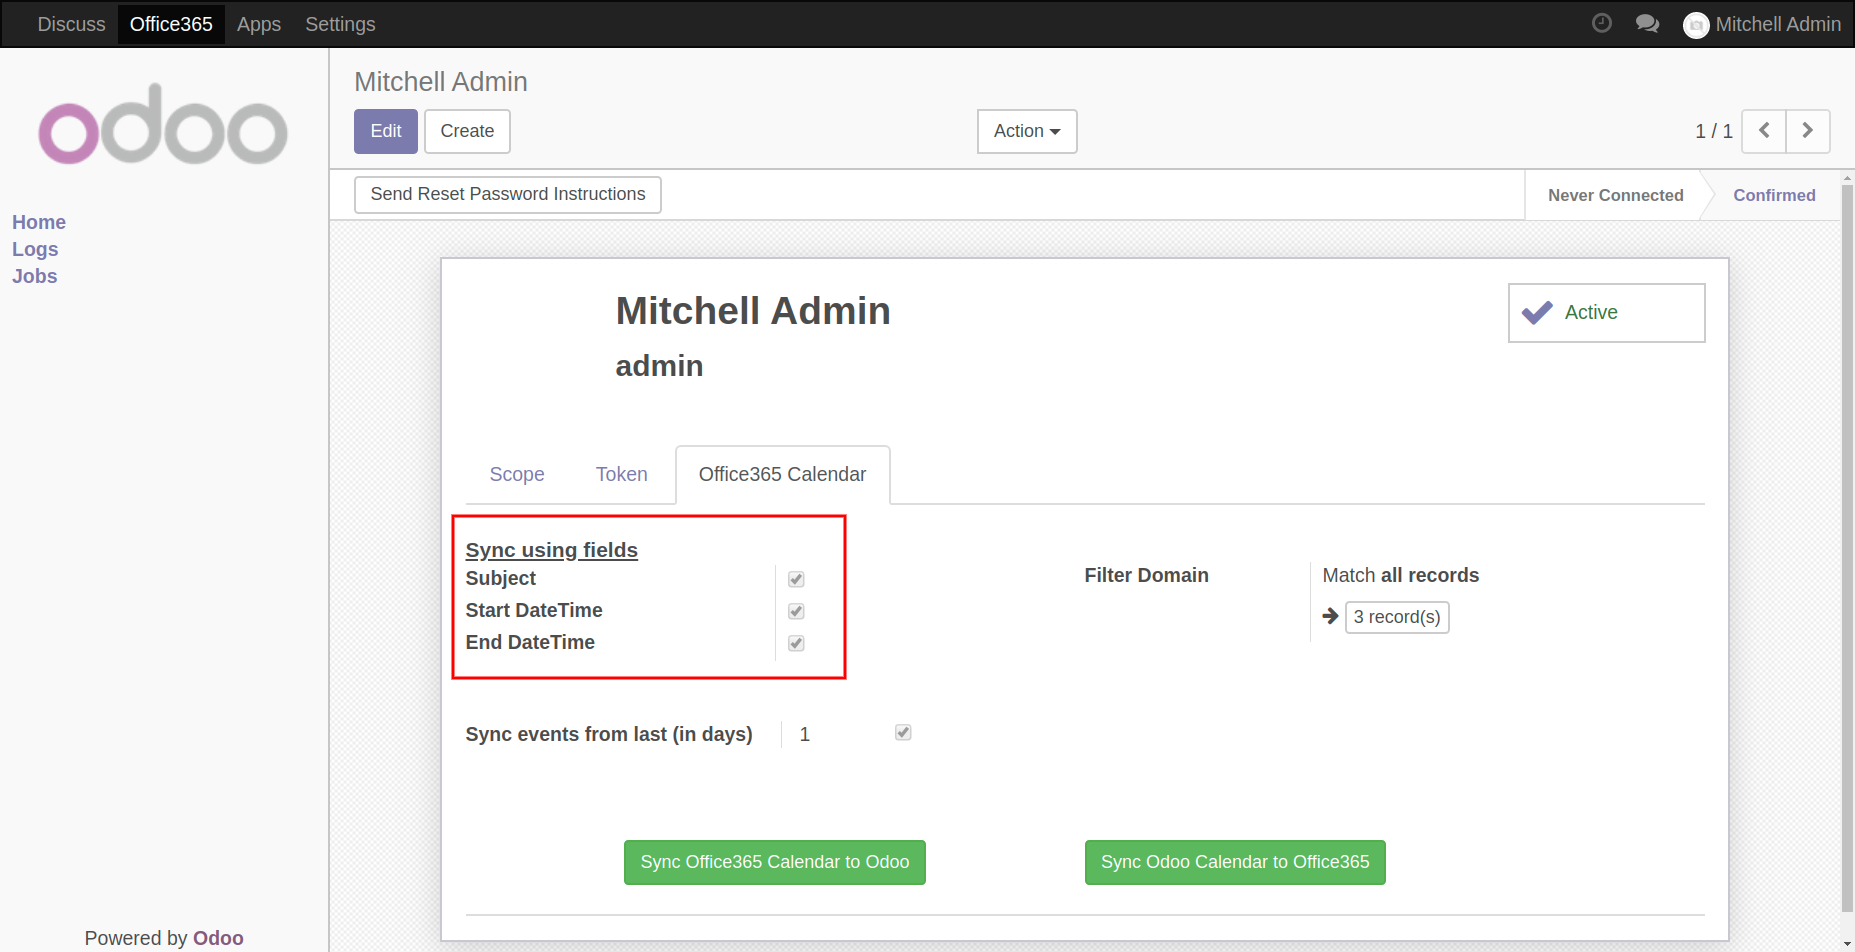 Discuss Office365 Apps Settings Mitchell Admin
odoo
Home
Logs
Jobs
Powered by Odoo
Mitchell Admin
Edit Create Action 1 / 1
Send Reset Password Instructions Never Connected Confirmed
Mitchell Admin
admin
Active
Scope Token Office365 Calendar
Sync using fields
Subject
Start DateTime
End DateTime
Filter Domain Match all records
3 record(s)
Sync events from last (in days) 1
Sync Office365 Calendar to Odoo Sync Odoo Calendar to Office365